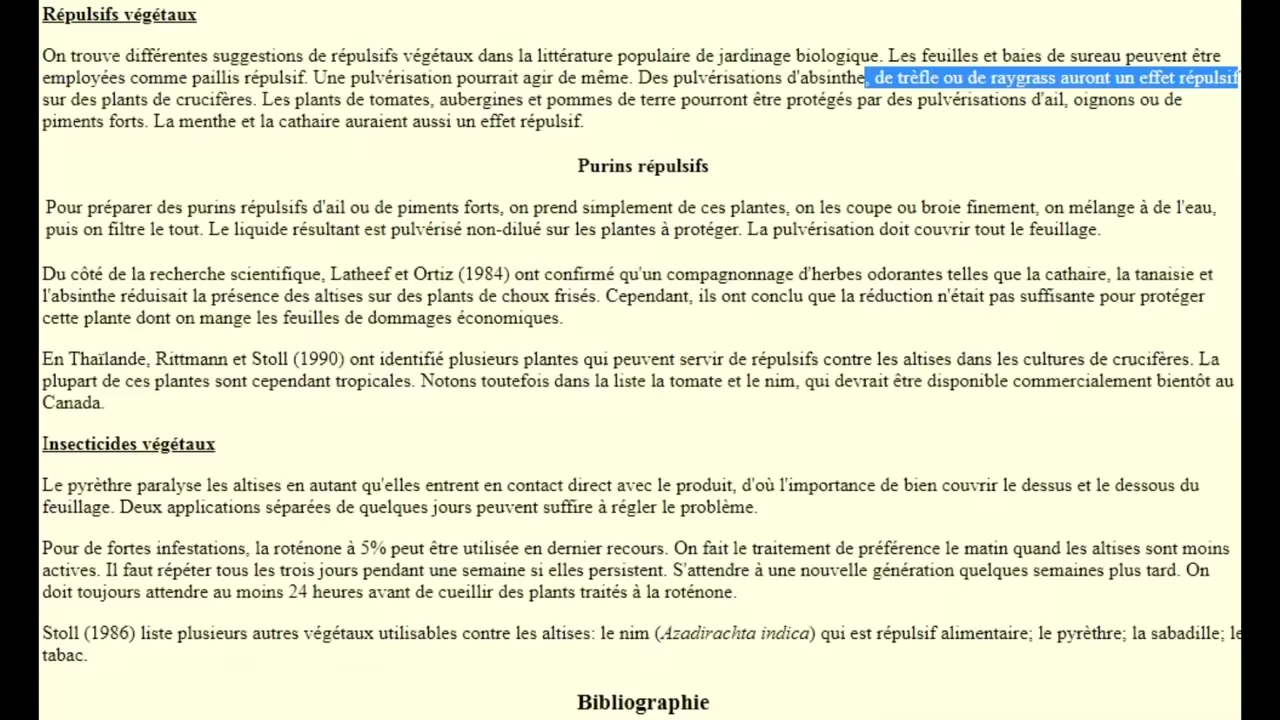 Répulsifs végétaux
On trouve différentes suggestions de répulsifs végétaux dans la littérature populaire de jardinage biologique. Les feuilles et baies de sureau peuvent être
employées comme paillis répulsif. Une pulvérisation pourrait agir de même. Des pulvérisations d'absinthe, de trèfle ou de raygrass auront un effet répulsif
sur des plants de crucifères. Les plants de tomates, aubergines et pommes de terre pourront être protégés par des pulvérisations d'ail, oignons ou de
piments forts. La menthe et la cathaire auraient aussi un effet répulsif.
Purins répulsifs
Pour préparer des purins répulsifs d'ail ou de piments forts, on prend simplement de ces plantes, on les coupe ou broie finement, on mélange à de l'eau,
puis on filtre le tout. Le liquide résultant est pulvérisé non-dilué sur les plantes à protéger. La pulvérisation doit couvrir tout le feuillage.
Du côté de la recherche scientifique, Latheef et Ortiz (1984) ont confirmé qu'un compagnonnage d'herbes odorantes telles que la cathaire, la tanaisie et
l'absinthe réduisait la présence des altises sur des plants de choux frisés. Cependant, ils ont conclu que la réduction n'était pas suffisante pour protéger
cette plante dont on mange les feuilles de dommages économiques.
En Thaïlande, Rittmann et Stoll (1990) ont identifié plusieurs plantes qui peuvent servir de répulsifs contre les altises dans les cultures de crucifères. La
plupart de ces plantes sont cependant tropicales. Notons toutefois dans la liste la tomate et le nim, qui devrait être disponible commercialement bientôt au
Canada.
Insecticides végétaux
Le pyrèthre paralyse les altises en autant qu'elles entrent en contact direct avec le produit, d'où l'importance de bien couvrir le dessus et le dessous du
feuillage. Deux applications séparées de quelques jours peuvent suffire à régler le problème.
Pour de fortes infestations, la roténone à 5% peut être utilisée en dernier recours. On fait le traitement de préférence le matin quand les altises sont moins
actives. Il faut répéter tous les trois jours pendant une semaine si elles persistent. S'attendre à une nouvelle génération quelques semaines plus tard. On
doit toujours attendre au moins 24 heures avant de cueillir des plants traités à la roténone.
Stoll (1986) liste plusieurs autres végétaux utilisables contre les altises: le nim (Azadirachta indica) qui est répulsif alimentaire; le pyrèthre; la sabadille; le
tabac.
Bibliographie